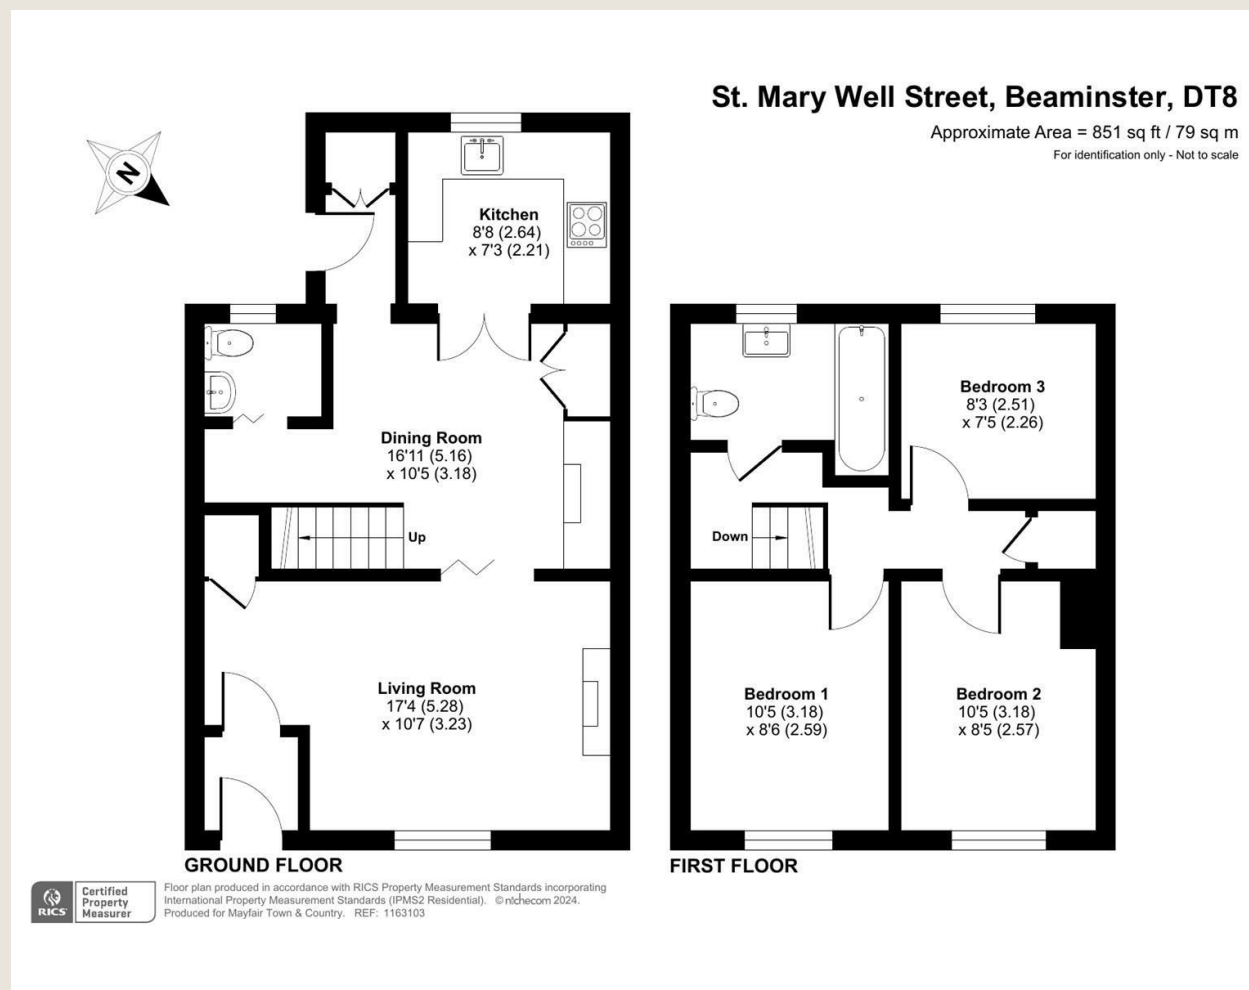 St. Mary Well Street, Beaminster, DT8
Approximate Area = 851 sq ft / 79 sq m
For identification only - Not to scale
N
Kitchen
8'8 (2.64)
x 7'3 (2.21)
Dining Room
16'11 (5.16)
x 10'5 (3.18)
Up
Living Room
17'4 (5.28)
x 10'7 (3.23)
GROUND FLOOR
Bedroom 3
8'3 (2.51)
x 7'5 (2.26)
Down
Bedroom 1
10'5 (3.18)
x 8'6 (2.59)
Bedroom 2
10'5 (3.18)
x 8'5 (2.57)
FIRST FLOOR
RICS
Certified
Property
Measurer
Floor plan produced in accordance with RICS Property Measurement Standards incorporating
International Property Measurement Standards (IPMS2 Residential). © nichecom 2024.
Produced for Mayfair Town & Country. REF: 1163103